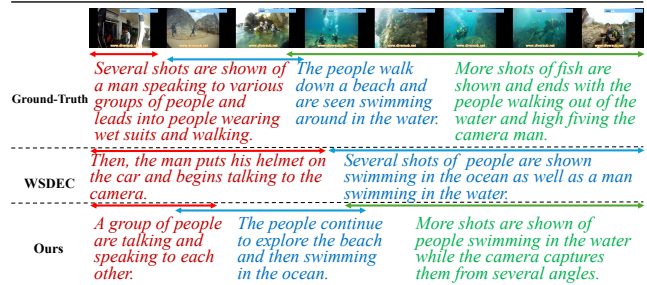 www.divessub.net
Ground-Truth
Several shots are shown of
a man speaking to various
groups of people and
leads into people wearing
wet suits and walking.
The people walk
down a beach and
are seen swimming
around in the water.
More shots of fish are
shown and ends with the
people walking out of the
water and high fiving the
camera man.
WSDEC
Then, the man puts his helmet on
the car and begins talking to the
camera.
Several Shots of people are shown
swimming in the ocean as well as a man
swimming in the water.
Ours
A group of people
are talking and
speaking to each
other.
The people continue
to explore the beach
and then swimming
in the ocean.
More shots are shown of
people swimming in the water
while the camera captures
them from several angles.